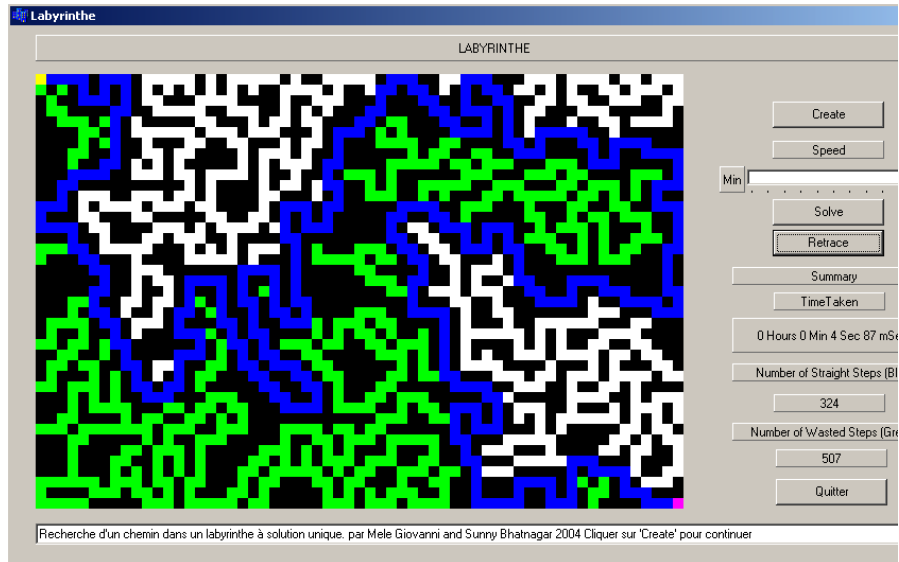 Labyrinthe
LABYRINTHE
Create
Speed
Min
Solve
Retrace
Summary
TimeTaken
0 Hours 0 Min 4 Sec 87 mSe
Number of Straight Steps (Bl
324
Number of Wasted Steps (Gre
507
Quitter
Recherche d'un chemin dans un labyrinthe à solution unique. par Mele Giovanni and Sunny Bhatnagar 2004 Cliquer sur 'Create' pour continuer